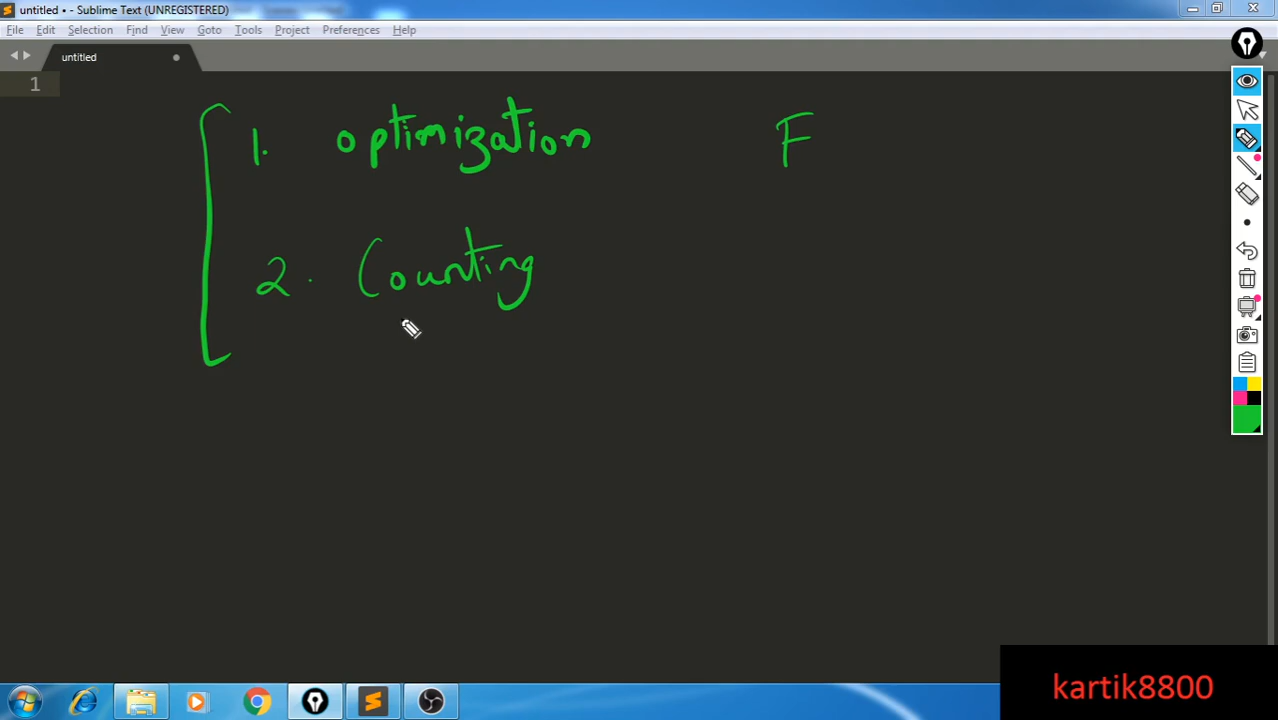 untitled • - Sublime Text (UNREGISTERED)
File Edit Selection Find View Goto Tools Project Preferences Help
untitled
1
1. optimization F
2. Counting
kartik8800